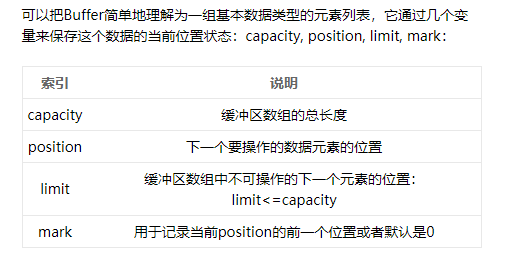 可以把Buffer简单地理解为一组基本数据类型的元素列表，它通过几个变
量来保存这个数据的当前位置状态：capacity, position, limit, mark：
索引 说明
capacity 缓冲区数组的总长度
position 下一个要操作的数据元素的位置
limit 缓冲区数组中不可操作的下一个元素的位置：
limit<=capacity
mark 用于记录当前position的前一个位置或者默认是0